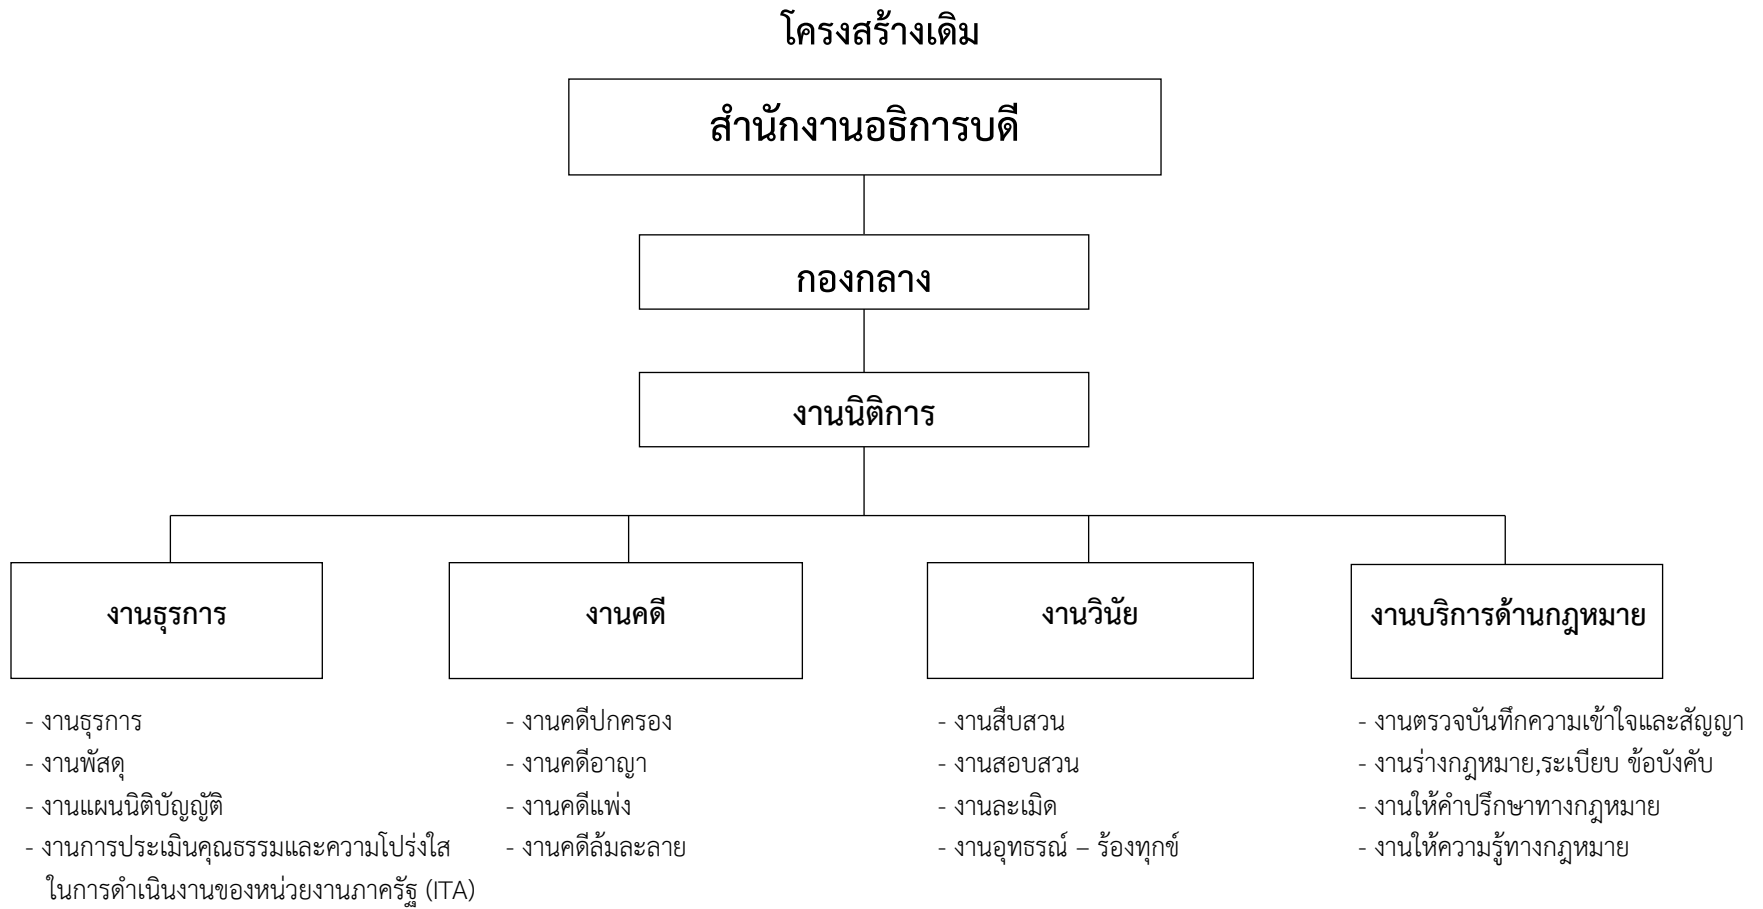 โครงสร้างเดิม
สำนักงานอธิการบดี
กองกลาง
งานนิติการ
งานธุรการ
- งานธุรการ
- งานพัสดุ
- งานแผนนิติบัญญัติ
- งานการประเมินคุณธรรมและความโปร่งใส
ในการดำเนินงานของหน่วยงานภาครัฐ (ITA)
งานคดี
- งานคดีปกครอง
- งานคดีอาญา
- งานคดีแพ่ง
- งานคดีล้มละลาย
งานวินัย
- งานสืบสวน
- งานสอบสวน
- งานละเมิด
- งานอุทธรณ์ – ร้องทุกข์
งานบริการด้านกฎหมาย
- งานตรวจบันทึกความเข้าใจและสัญญา
- งานร่างกฎหมาย,ระเบียบ ข้อบังคับ
- งานให้คำปรึกษาทางกฎหมาย
- งานให้ความรู้ทางกฎหมาย